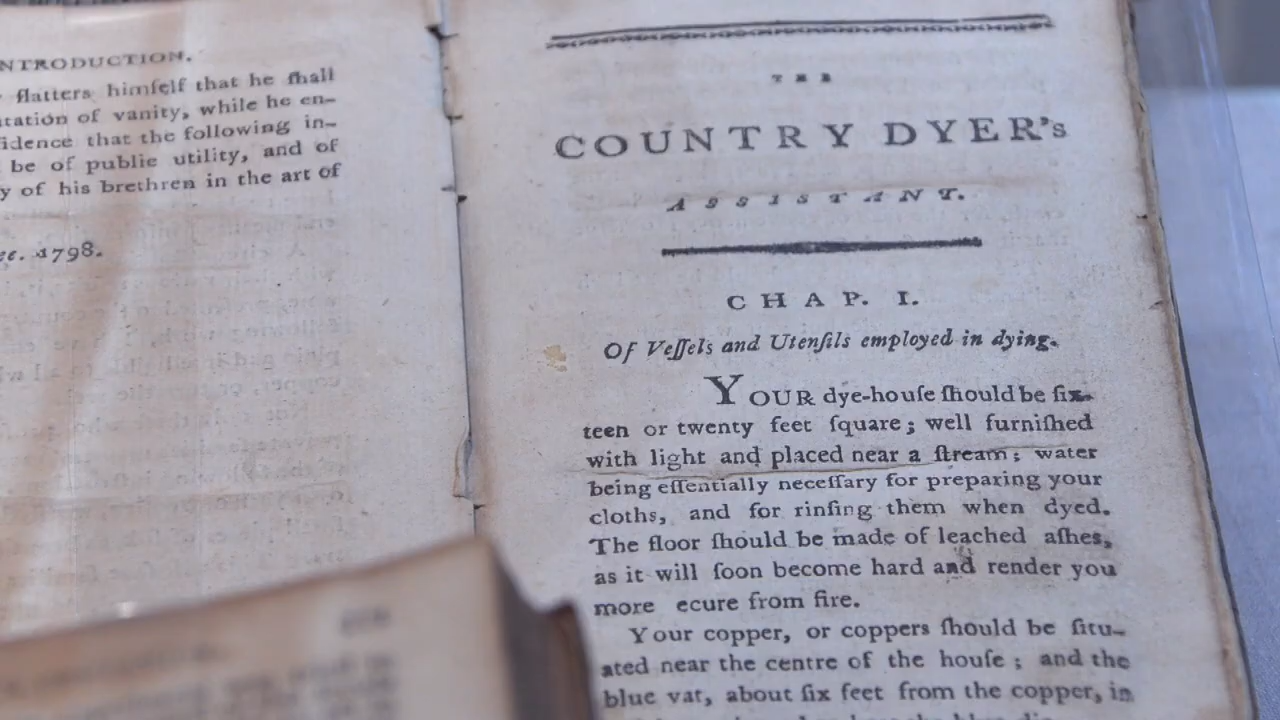 NTRODUCTION.
flatters himſelf that he ſhall
tation of vanity, while he en-
idence that the following in-
be of public utility, and of
y of his brethren in the art of
1798.
THE
COUNTRY DYER's
ASSISTANT.
CHAP. I.
Of Veſſels and Utenſils employed in dying.
YOUR dye-houſe ſhould be ſix-
teen or twenty feet ſquare; well furniſhed
with light and placed near a ſtream; water
being eſſentially neceſſary for preparing your
cloths, and for rinſing them when dyed.
The floor ſhould be made of leached aſhes,
as it will ſoon become hard and render you
more ecure from fire.
Your copper, or coppers ſhould be ſitu-
ated near the centre of the houſe; and the
blue vat, about ſix feet from the copper, in